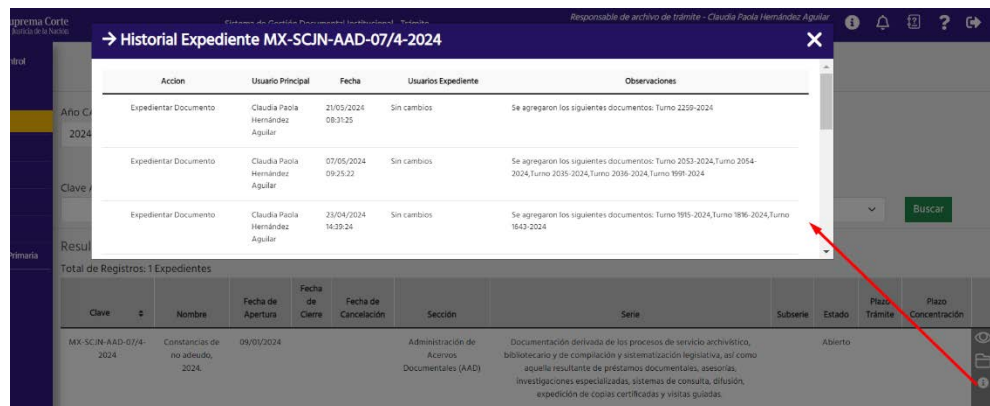 uprema Corte
Justicia de la Nación
Sistema de Gestión Documental Institucional - Trámite
Responsable de archivo de trámite - Claudia Paola Hernández Aguilar
ntrol
→ Historial Expediente MX-SCJN-AAD-07/4-2024
Accion Usuario Principal Fecha Usuarios Expediente Observaciones
Expedientar Documento Claudia Paola 21/05/2024 Sin cambios Se agregaron los siguientes documentos: Turno 2259-2024
Hernández 08:31:25
Aguilar
Expedientar Documento Claudia Paola 07/05/2024 Sin cambios Se agregaron los siguientes documentos: Turno 2053-2024,Turno 2054-
Hernández 09:25:22 2024,Turno 2035-2024,Turno 2036-2024,Turno 1991-2024
Aguilar
Expedientar Documento Claudia Paola 23/04/2024 Sin cambios Se agregaron los siguientes documentos: Turno 1915-2024,Turno 1816-2024,Turno
Hernández 14:39:24 1643-2024
Aguilar
Año C
2024
Clave
Buscar
Primaria
Resul
Total de Registros: 1 Expedientes
Clave Nombre Fecha de Apertura Fecha de Cierre Fecha de Cancelación Sección Serie Subserie Estado Plazo Trámite Plazo Concentración
MX-SCJN-AAD-07/4- Constancias de 09/01/2024 Administración de Documentación derivada de los procesos de servicio archivístico, Abierto
2024 no adeudo, Acervos bibliotecario y de compilación y sistematización legislativa, así como
2024. Documentales (AAD) aquella resultante de préstamos documentales, asesorías,
investigaciones especializadas, sistemas de consulta, difusión,
expedición de copias certificadas y visitas guiadas.